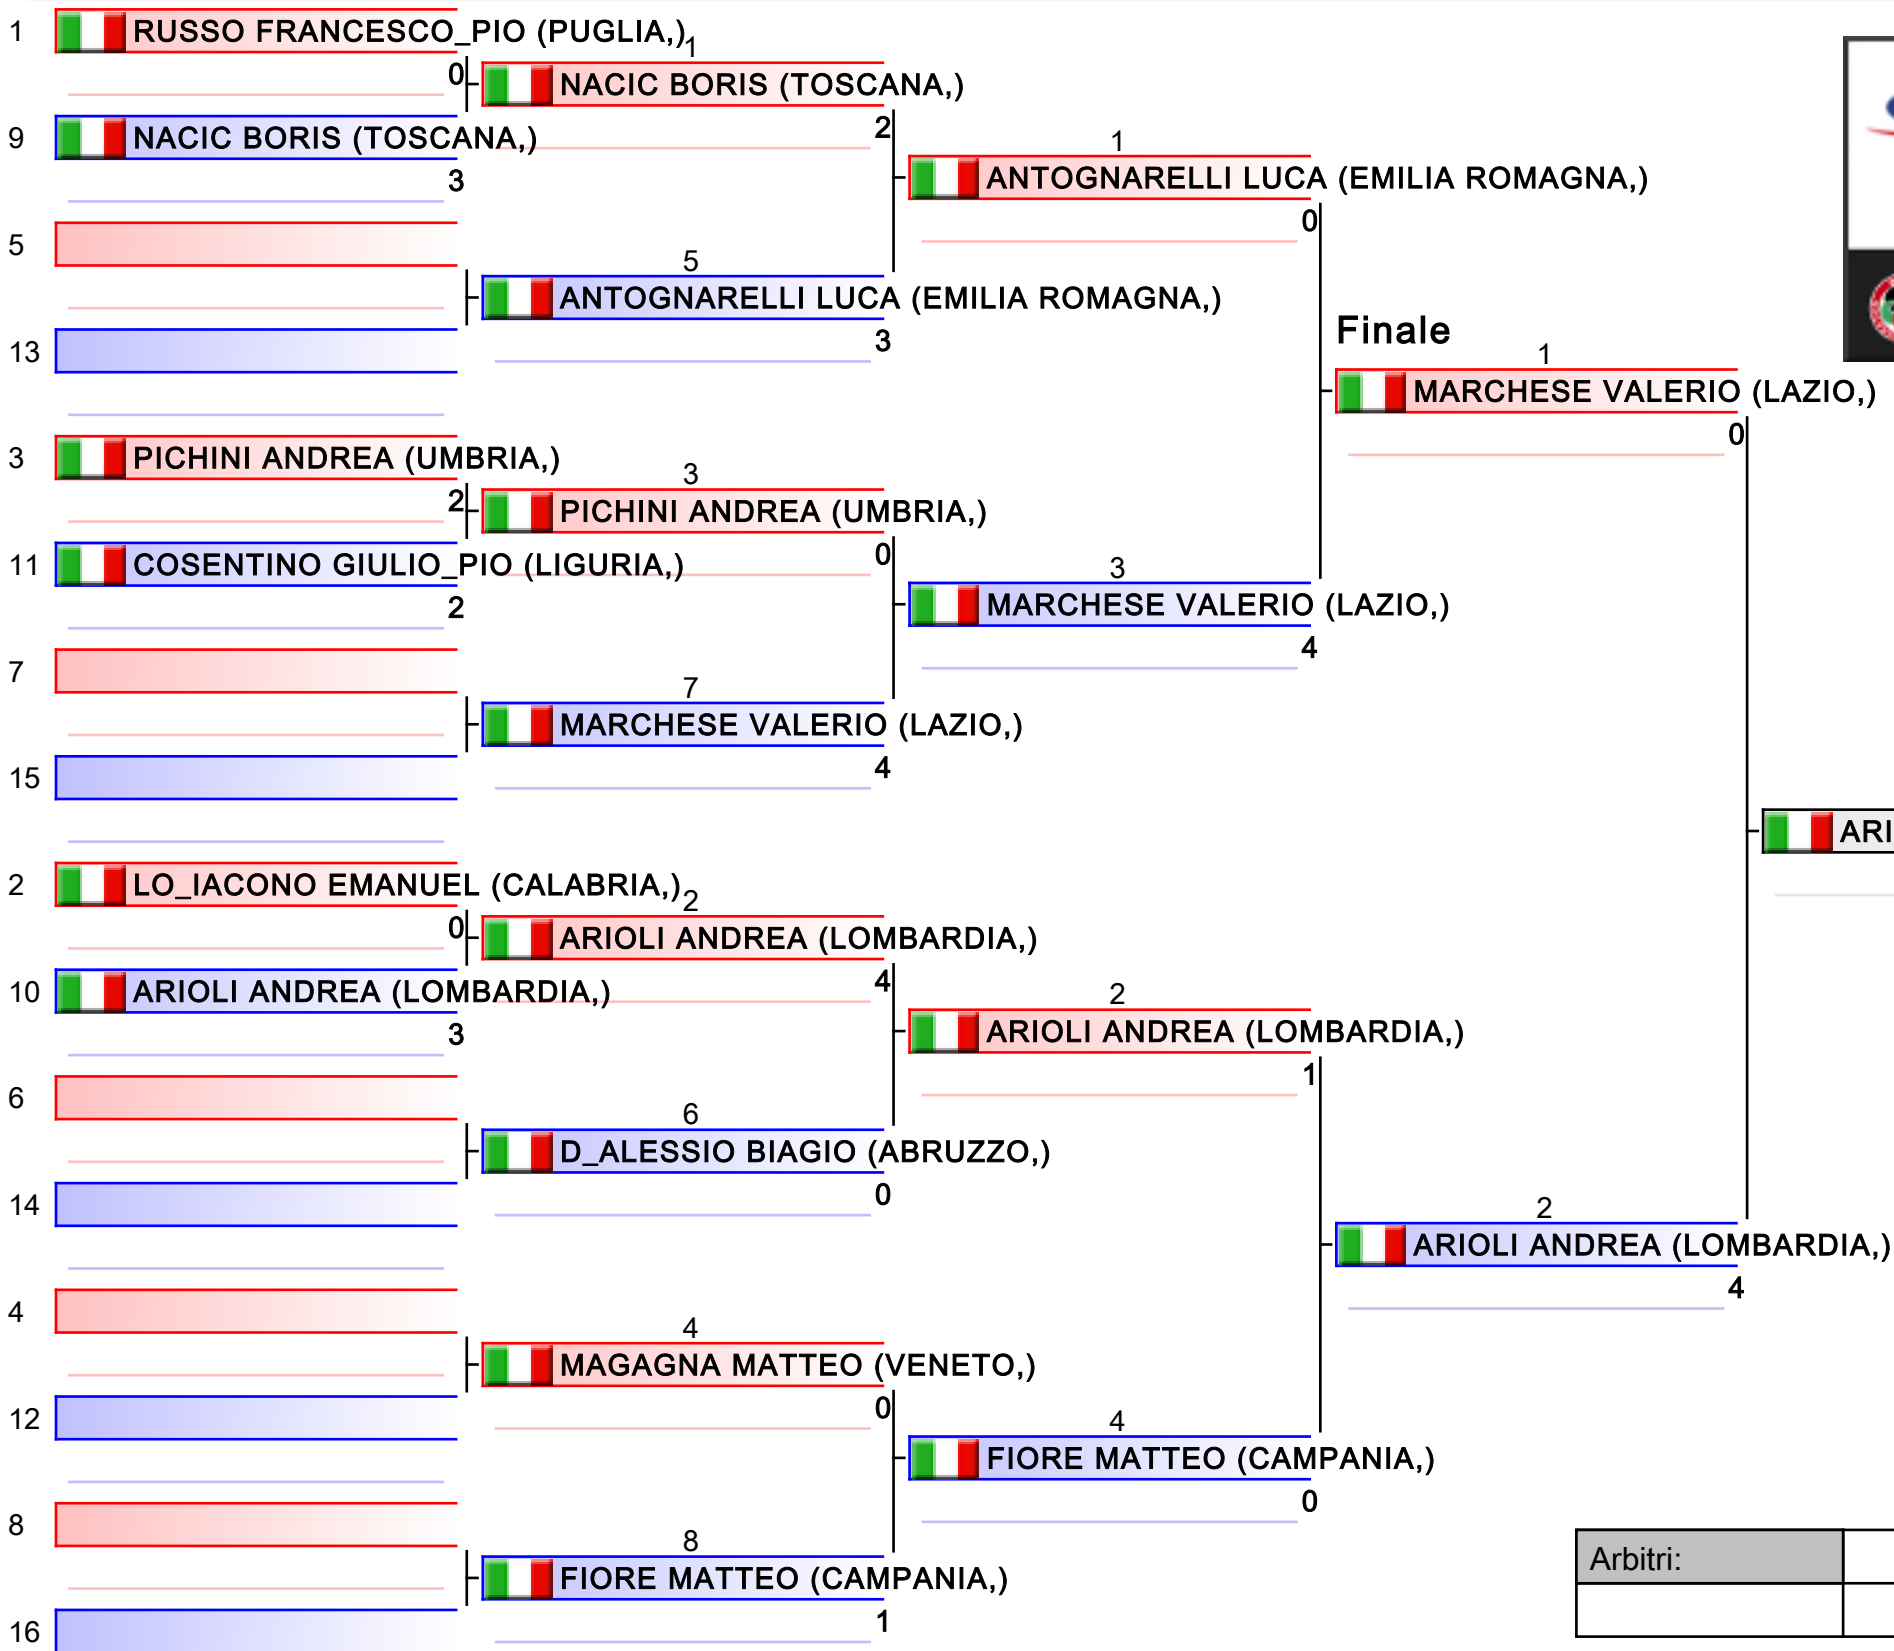 1 RUSSO FRANCESCO_PIO (PUGLIA,)
0
9 NACIC BORIS (TOSCANA,)
3
5
13
3 PICHINI ANDREA (UMBRIA,)
2
11 COSENTINO GIULIO_PIO (LIGURIA,)
2
7
15
2 LO_IACONO EMANUEL (CALABRIA,)
0
10 ARIOLI ANDREA (LOMBARDIA,)
3
6
14
4
12
8
16
1
NACIC BORIS (TOSCANA,)
2
5
ANTOGNARELLI LUCA (EMILIA ROMAGNA,)
3
3
PICHINI ANDREA (UMBRIA,)
0
7
MARCHESE VALERIO (LAZIO,)
4
2
ARIOLI ANDREA (LOMBARDIA,)
4
6
D_ALESSIO BIAGIO (ABRUZZO,)
0
4
MAGAGNA MATTEO (VENETO,)
0
8
FIORE MATTEO (CAMPANIA,)
1
1
ANTOGNARELLI LUCA (EMILIA ROMAGNA,)
0
3
MARCHESE VALERIO (LAZIO,)
4
2
ARIOLI ANDREA (LOMBARDIA,)
1
4
FIORE MATTEO (CAMPANIA,)
0
Finale
1
MARCHESE VALERIO (LAZIO,)
0
2
ARIOLI ANDREA (LOMBARDIA,)
4
ARI
Arbitri: